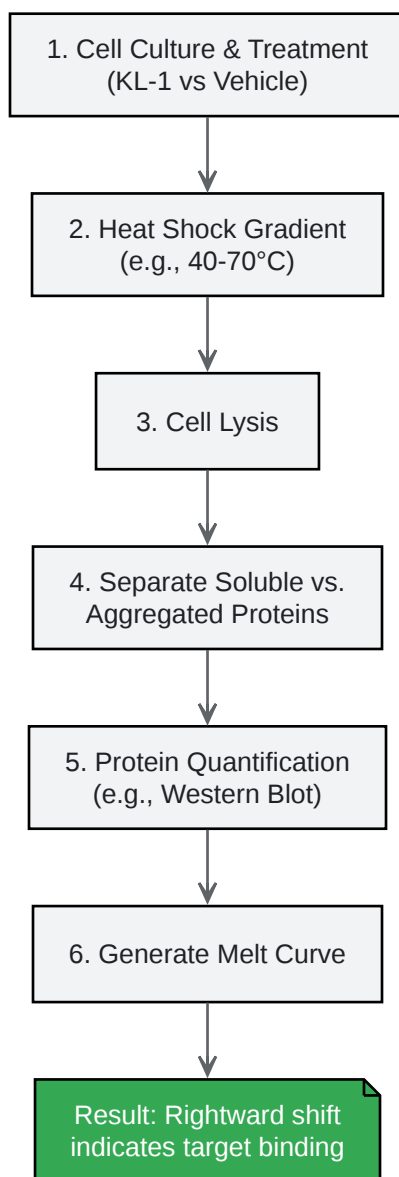 1. Cell Culture & Treatment
(KL-1 vs Vehicle)
2. Heat Shock Gradient
(e.g., 40-70°C)
3. Cell Lysis
4. Separate Soluble vs.
Aggregated Proteins
5. Protein Quantification
(e.g., Western Blot)
6. Generate Melt Curve
Result: Rightward shift
indicates target binding